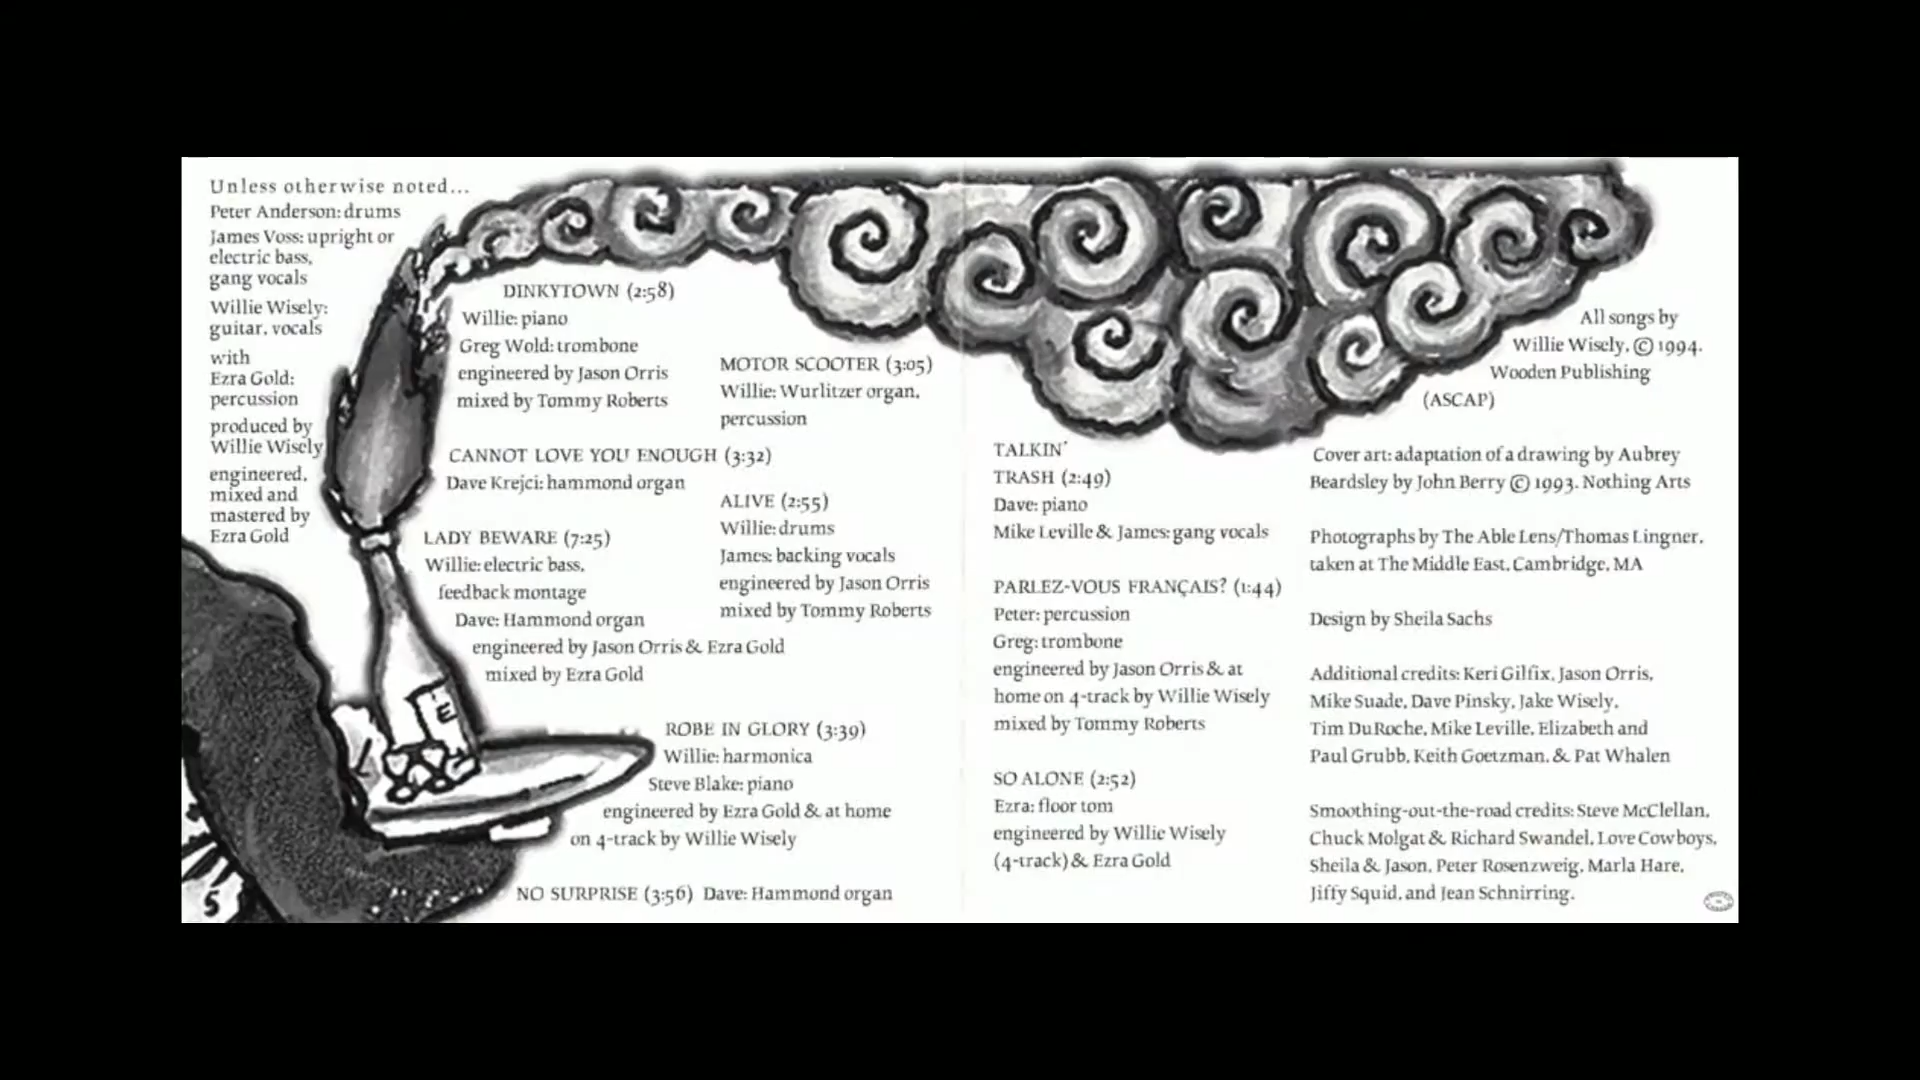 Unless otherwise noted...
Peter Anderson: drums
James Voss: upright or
electric bass,
gang vocals
Willie Wisely:
guitar, vocals
with
Ezra Gold:
percussion
produced by
Willie Wisely
engineered,
mixed and
mastered by
Ezra Gold
DINKYTOWN (2:58)
Willie: piano
Greg Wold: trombone
engineered by Jason Orris
mixed by Tommy Roberts
CANNOT LOVE YOU ENOUGH (3:32)
Dave Krejci: hammond organ
LADY BEWARE (7:25)
Willie: electric bass,
feedback montage
Dave: Hammond organ
engineered by Jason Orris & Ezra Gold
mixed by Ezra Gold
E
ROBE IN GLORY (3:39)
Willie: harmonica
Steve Blake: piano
engineered by Ezra Gold & at home
on 4-track by Willie Wisely
NO SURPRISE (3:56) Dave: Hammond organ
5
MOTOR SCOOTER (3:05)
Willie: Wurlitzer organ,
percussion
ALIVE (2:55)
Willie: drums
James: backing vocals
engineered by Jason Orris
mixed by Tommy Roberts
TALKIN'
TRASH (2:49)
Dave: piano
Mike Leville & James: gang vocals
PARLEZ-VOUS FRANÇAIS? (1:44)
Peter: percussion
Greg: trombone
engineered by Jason Orris & at
home on 4-track by Willie Wisely
mixed by Tommy Roberts
SO ALONE (2:52)
Ezra: floor tom
engineered by Willie Wisely
(4-track) & Ezra Gold
All songs by
Willie Wisely, © 1994.
Wooden Publishing
(ASCAP)
Cover art: adaptation of a drawing by Aubrey
Beardsley by John Berry © 1993. Nothing Arts
Photographs by The Able Lens/Thomas Lingner,
taken at The Middle East, Cambridge, MA
Design by Sheila Sachs
Additional credits: Keri Gilfix, Jason Orris,
Mike Suade, Dave Pinsky, Jake Wisely,
Tim DuRoche, Mike Leville, Elizabeth and
Paul Grubb, Keith Goetzman, & Pat Whalen
Smoothing-out-the-road credits: Steve McClellan,
Chuck Molgat & Richard Swandel, Love Cowboys,
Sheila & Jason, Peter Rosenzweig, Marla Hare,
Jiffy Squid, and Jean Schnirring.